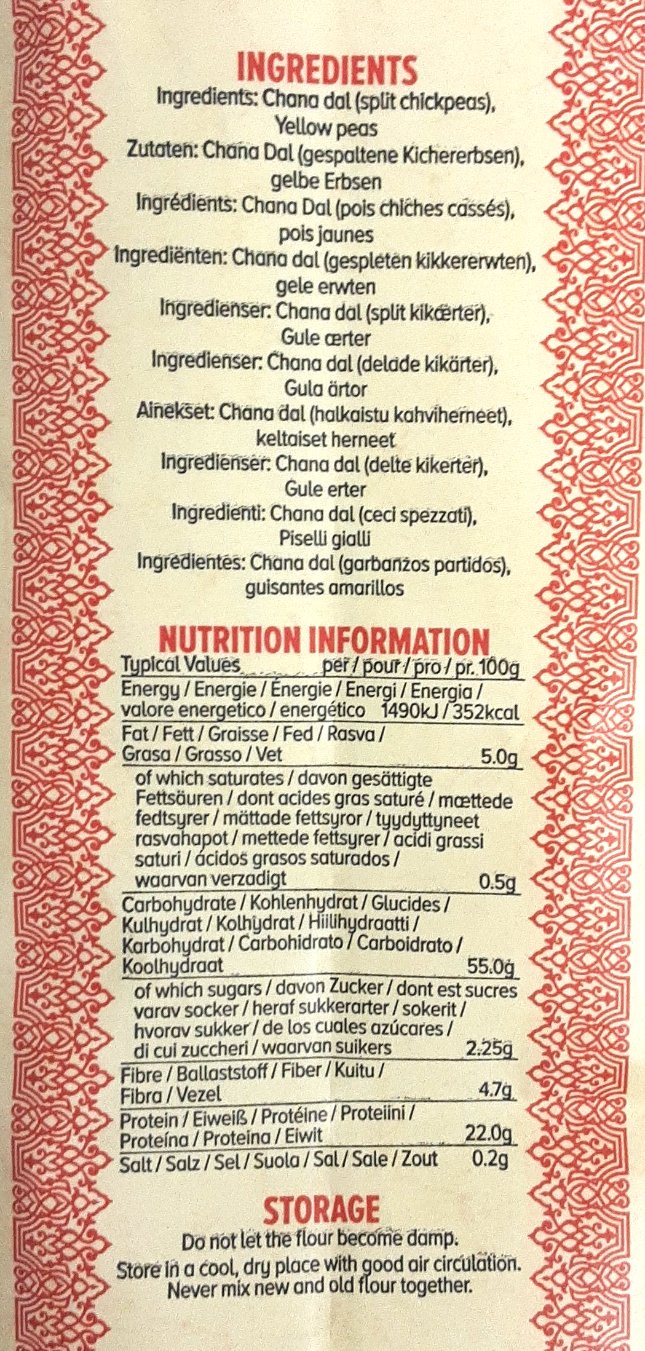 INGREDIENTS
Ingredients: Chana dal (split chickpeas),
Yellow peas
Zutaten: Chana Dal (gespaltene Kichererbsen),
gelbe Erbsen
Ingrédients: Chana Dal (pois chiches cassés),
pois jaunes
Ingrediënten: Chana dal (gespleten kikkererwten),
gele erwten
Ingredienser: Chana dal (split kikærter),
Gule ærter
Ingredienser: Chana dal (delade kikärter),
Gula ärtor
Ainekset: Chana dal (halkaistu kahviherneet),
keltaiset herneet
Ingredienser: Chana dal (delte kikerter),
Gule erter
Ingredienti: Chana dal (ceci spezzati),
Piselli gialli
Ingredientes: Chana dal (garbanzos partidos),
guisantes amarillos
NUTRITION INFORMATION
Typical Values per / pour / pro / pr. 100g
Energy / Energie / Énergie / Energi / Energia /
valore energetico / energético 1490kJ / 352kcal
Fat / Fett / Graisse / Fed / Rasva /
Grasa / Grasso / Vet 5.0g
of which saturates / davon gesättigte
Fettsäuren / dont acides gras saturé / mættede
fedtsyrer / mättade fettsyror / tyydyttyneet
rasvahapot / mettede fettsyrer / acidi grassi
saturi / ácidos grasos saturados /
waarvan verzadigt 0.5g
Carbohydrate / Kohlenhydrat / Glucides /
Kulhydrat / Kolhydrat / Hiilihydraatti /
Karbohydrat / Carbohidrato / Carboidrato /
Koolhydraat 55.0g
of which sugars / davon Zucker / dont est sucres
varav socker / heraf sukkerarter / sokerit /
hvorav sukker / de los cuales azúcares /
di cui zuccheri / waarvan suikers 2.25g
Fibre / Ballaststoff / Fiber / Kuitu /
Fibra / Vezel 4.7g
Protein / Eiweiß / Protéine / Proteiini /
Proteína / Proteina / Eiwit 22.0g
Salt / Salz / Sel / Suola / Sal / Sale / Zout 0.2g
STORAGE
Do not let the flour become damp.
Store in a cool, dry place with good air circulation.
Never mix new and old flour together.